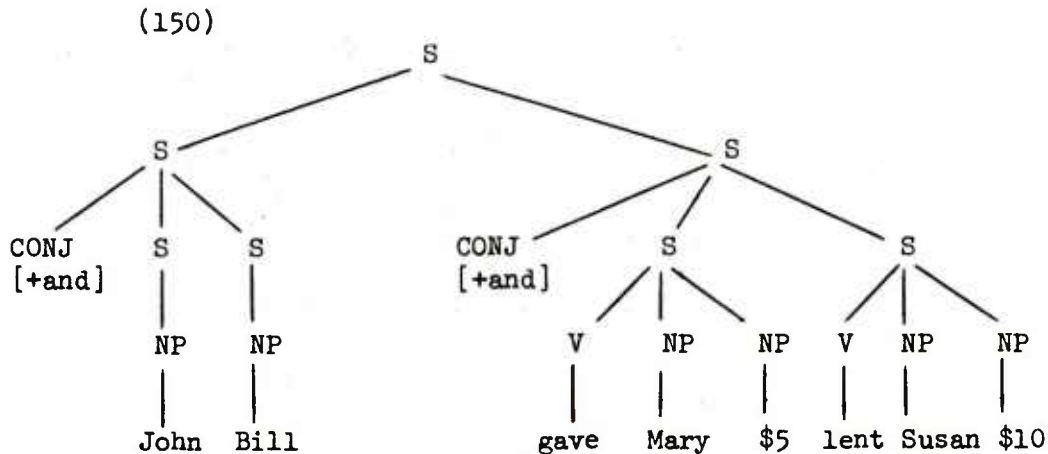 (150)
S
S S
CONJ S S CONJ S S
[+and] [+and]
NP NP V NP NP V NP NP
John Bill gave Mary $5 lent Susan $10